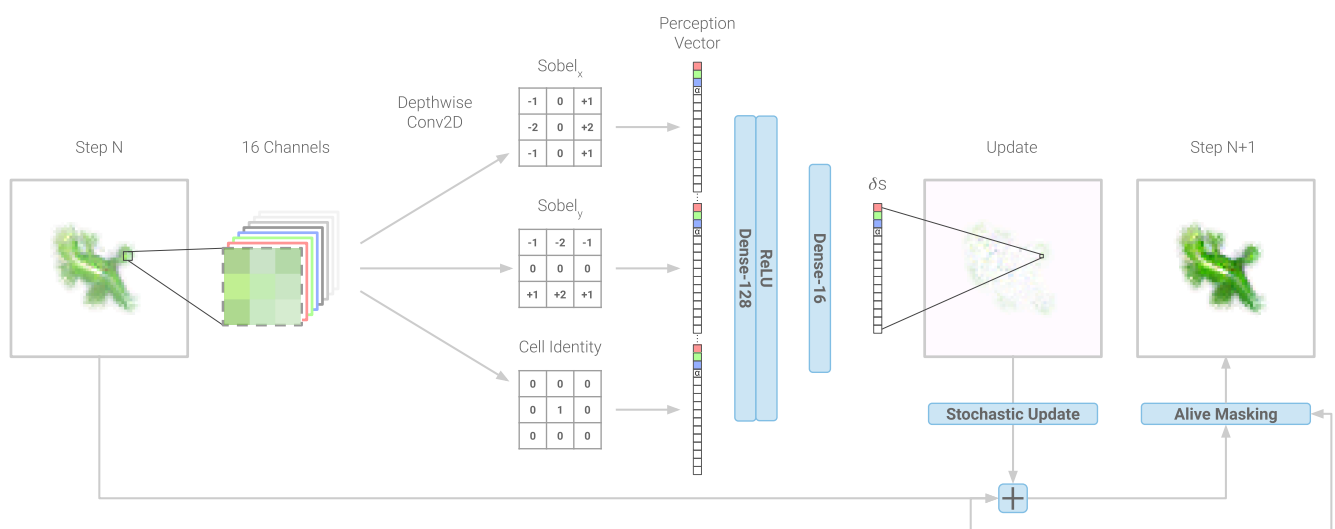 Step N
16 Channels
Depthwise
Conv2D
Sobelx
-1 0 +1
-2 0 +2
-1 0 +1
Sobely
-1 -2 -1
0 0 0
+1 +2 +1
Cell Identity
0 0 0
0 1 0
0 0 0
Perception
Vector
α
α
α
Dense-128
ReLU
Dense-16
δs
α
Update
Stochastic Update
+
Step N+1
Alive Masking